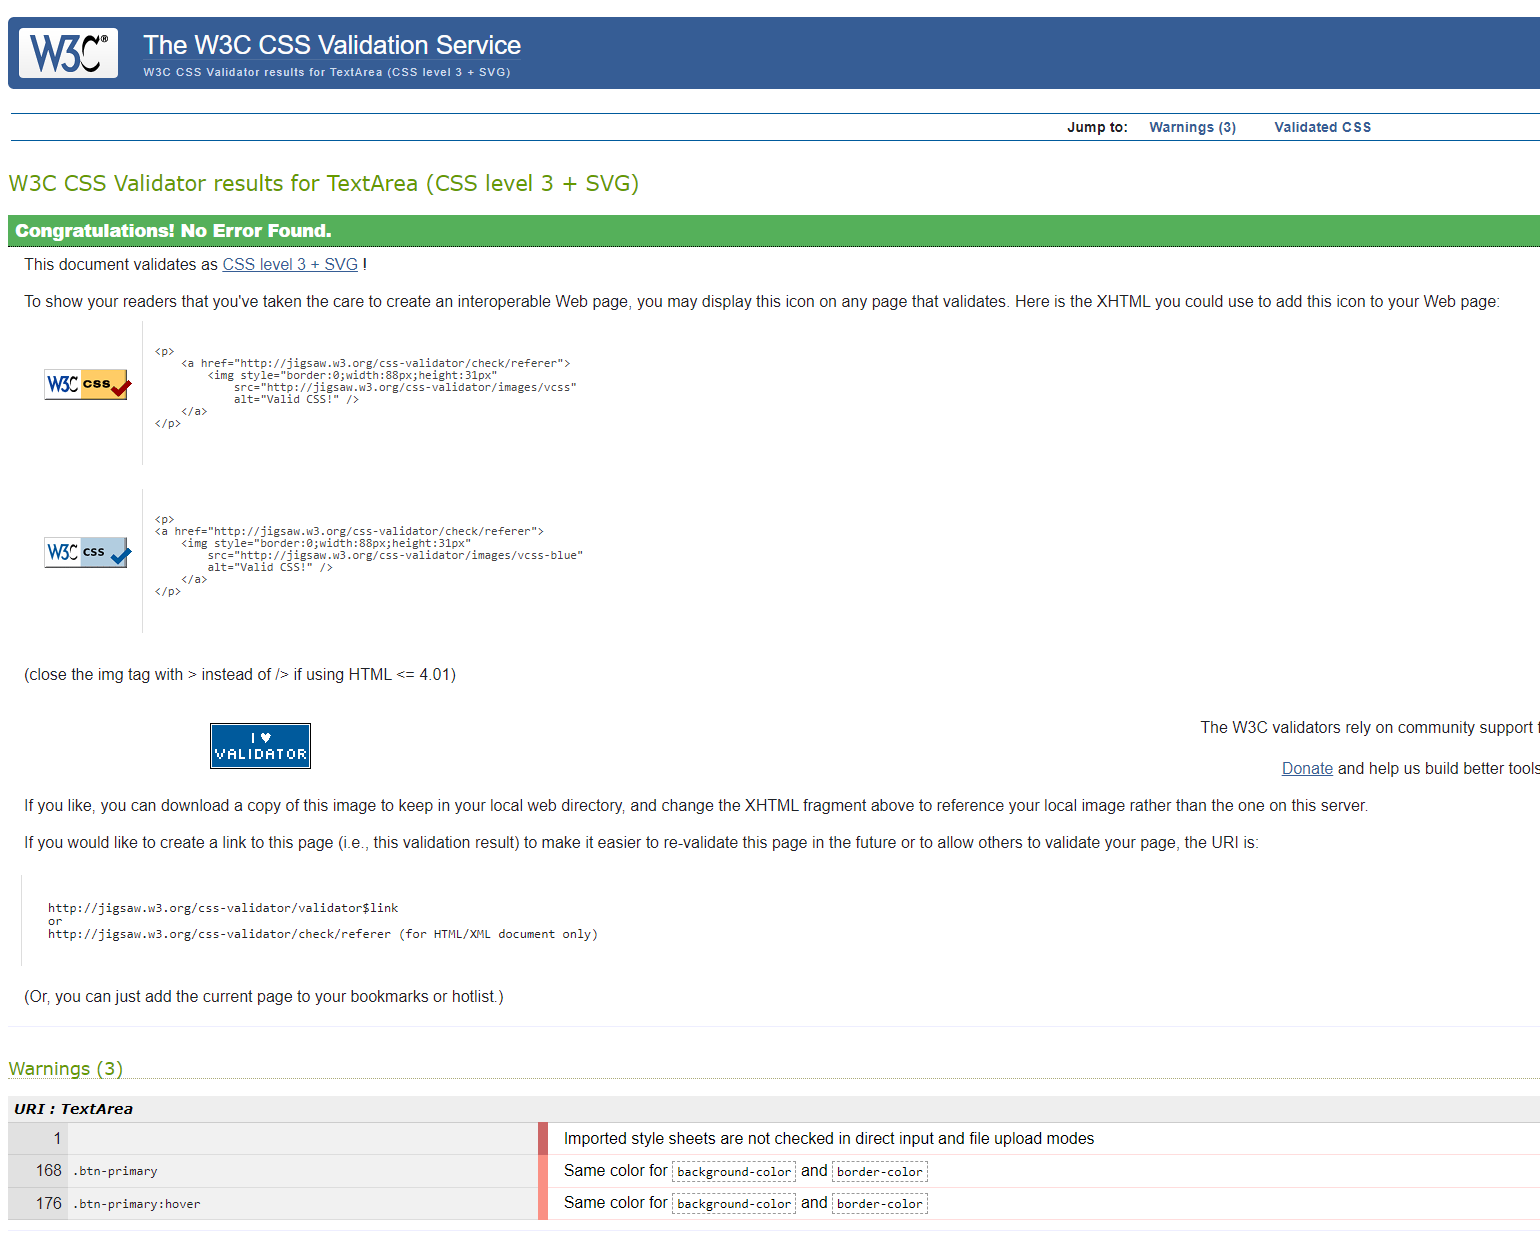 W3C®
The W3C CSS Validation Service
W3C CSS Validator results for TextArea (CSS level 3 + SVG)
Jump to: Warnings (3) Validated CSS
W3C CSS Validator results for TextArea (CSS level 3 + SVG)
Congratulations! No Error Found.
This document validates as CSS level 3 + SVG !
To show your readers that you've taken the care to create an interoperable Web page, you may display this icon on any page that validates. Here is the XHTML you could use to add this icon to your Web page:
W3C css
<p>
<a href="http://jigsaw.w3.org/css-validator/check/referer">
<img style="border:0;width:88px;height:31px"
src="http://jigsaw.w3.org/css-validator/images/vcss"
alt="Valid CSS!" />
</a>
</p>
W3C css
<p>
<a href="http://jigsaw.w3.org/css-validator/check/referer">
<img style="border:0;width:88px;height:31px"
src="http://jigsaw.w3.org/css-validator/images/vcss-blue"
alt="Valid CSS!" />
</a>
</p>
(close the img tag with > instead of /> if using HTML <= 4.01)
I ♥
VALIDATOR
The W3C validators rely on community support
Donate and help us build better tools
If you like, you can download a copy of this image to keep in your local web directory, and change the XHTML fragment above to reference your local image rather than the one on this server.
If you would like to create a link to this page (i.e., this validation result) to make it easier to re-validate this page in the future or to allow others to validate your page, the URI is:
http://jigsaw.w3.org/css-validator/validator$link
or
http://jigsaw.w3.org/css-validator/check/referer (for HTML/XML document only)
(Or, you can just add the current page to your bookmarks or hotlist.)
Warnings (3)
URI : TextArea
1 Imported style sheets are not checked in direct input and file upload modes
168 .btn-primary Same color for background-color and border-color
176 .btn-primary:hover Same color for background-color and border-color